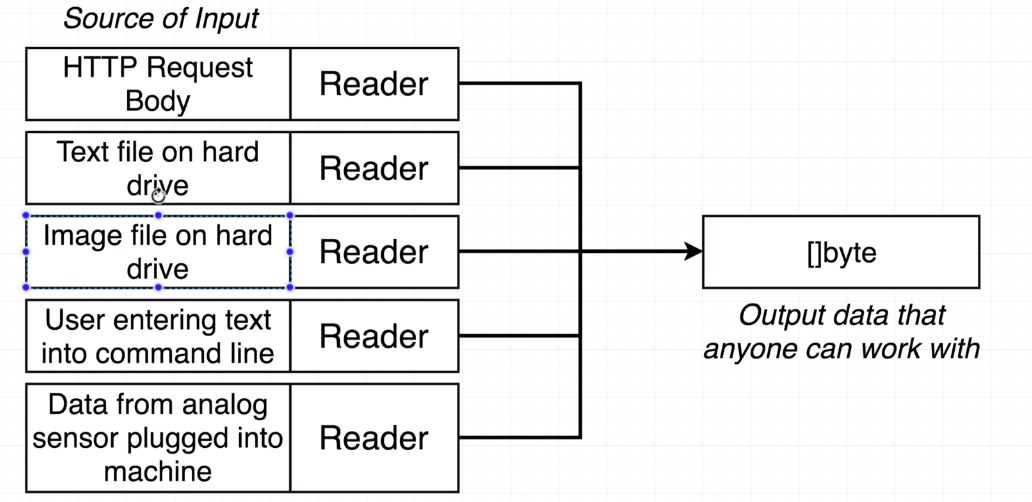 Source of Input
HTTP Request
Body
Reader
Text file on hard
drive
Reader
Image file on hard
drive
Reader
User entering text
into command line
Reader
Data from analog
sensor plugged into
machine
Reader
[]byte
Output data that
anyone can work with